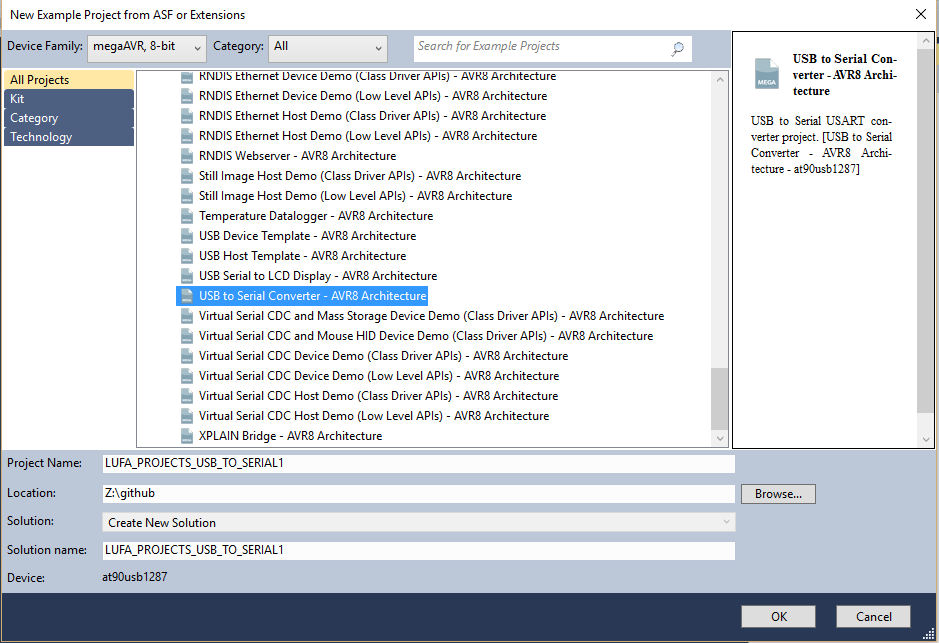 New Example Project from ASF or Extensions
Device Family: megaAVR, 8-bit Category: All Search for Example Projects
All Projects
Kit
Category
Technology
RNDIS Ethernet Device Demo (Class Driver APIs) - AVR8 Architecture
RNDIS Ethernet Device Demo (Low Level APIs) - AVR8 Architecture
RNDIS Ethernet Host Demo (Class Driver APIs) - AVR8 Architecture
RNDIS Ethernet Host Demo (Low Level APIs) - AVR8 Architecture
RNDIS Webserver - AVR8 Architecture
Still Image Host Demo (Class Driver APIs) - AVR8 Architecture
Still Image Host Demo (Low Level APIs) - AVR8 Architecture
Temperature Datalogger - AVR8 Architecture
USB Device Template - AVR8 Architecture
USB Host Template - AVR8 Architecture
USB Serial to LCD Display - AVR8 Architecture
USB to Serial Converter - AVR8 Architecture
Virtual Serial CDC and Mass Storage Device Demo (Class Driver APIs) - AVR8 Architecture
Virtual Serial CDC and Mouse HID Device Demo (Class Driver APIs) - AVR8 Architecture
Virtual Serial CDC Device Demo (Class Driver APIs) - AVR8 Architecture
Virtual Serial CDC Device Demo (Low Level APIs) - AVR8 Architecture
Virtual Serial CDC Host Demo (Class Driver APIs) - AVR8 Architecture
Virtual Serial CDC Host Demo (Low Level APIs) - AVR8 Architecture
XPLAIN Bridge - AVR8 Architecture
MEGA
USB to Serial Con-
verter - AVR8 Archi-
tecture
USB to Serial USART con-
verter project. [USB to Serial
Converter - AVR8 Archi-
tecture - at90usb1287]
Project Name: LUFA_PROJECTS_USB_TO_SERIAL1
Location: Z:\github Browse...
Solution: Create New Solution
Solution name: LUFA_PROJECTS_USB_TO_SERIAL1
Device: at90usb1287
OK Cancel